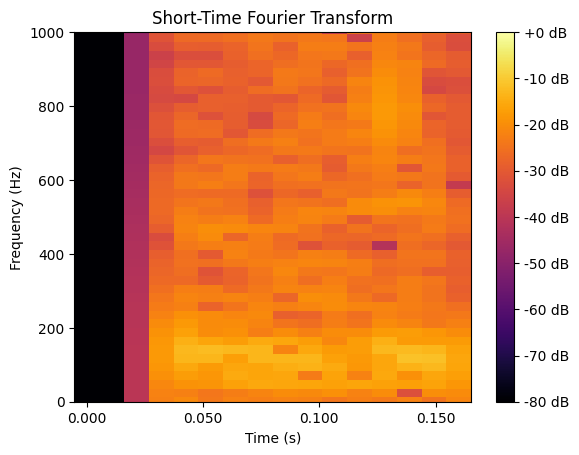 Short-Time Fourier Transform
1000
800
600
400
200
0
Frequency (Hz)
0.000
0.050
0.100
0.150
Time (s)
+0 dB
-10 dB
-20 dB
-30 dB
-40 dB
-50 dB
-60 dB
-70 dB
-80 dB